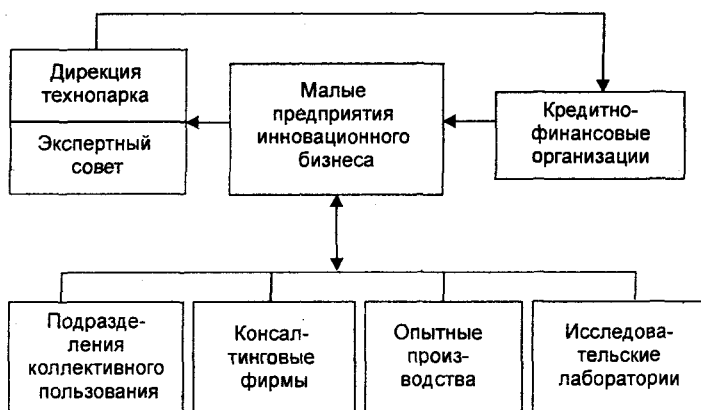 Дирекция
технопарка
Экспертный
совет
Малые
предприятия
инновационного
бизнеса
Кредитно-
финансовые
организации
Подразде-
ления
коллективного
пользования
Консал-
тинговые
фирмы
Опытные
произ-
водства
Исследова-
тельские
лаборатории